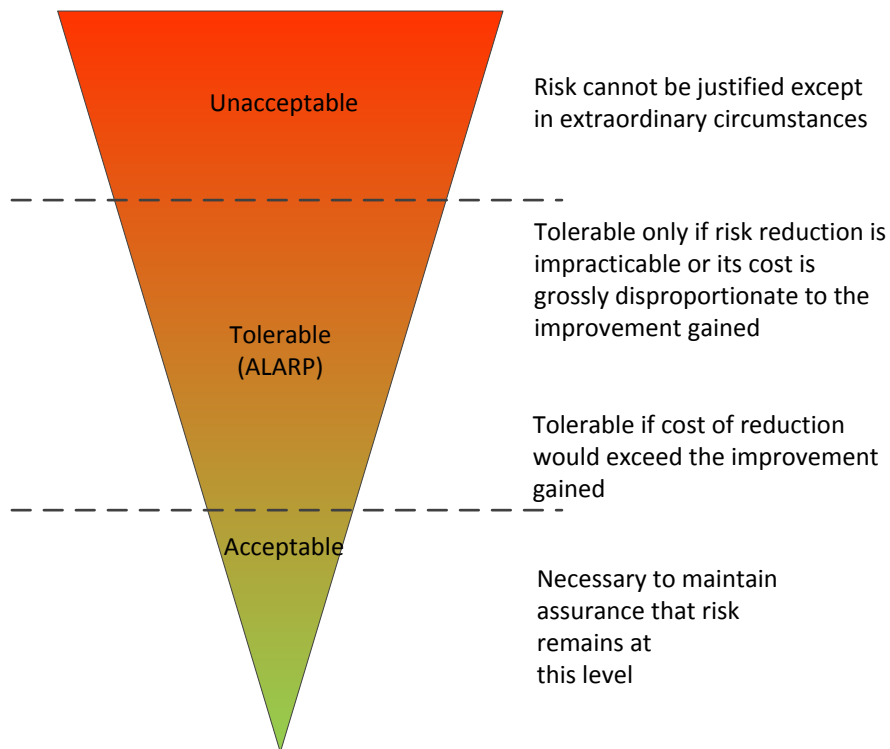 Unacceptable
Risk cannot be justified except
in extraordinary circumstances
Tolerable only if risk reduction is
impracticable or its cost is
grossly disproportionate to the
improvement gained
Tolerable
(ALARP)
Tolerable if cost of reduction
would exceed the improvement
gained
Acceptable
Necessary to maintain
assurance that risk
remains at
this level